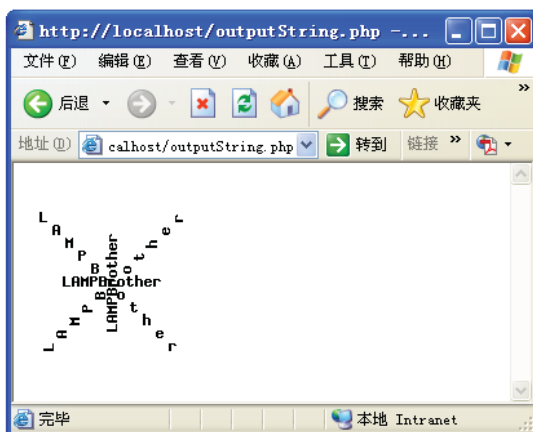 http://localhost/outputString.php -...
文件(F) 编辑(E) 查看(V) 收藏(A) 工具(T) 帮助(H)
后退 搜索 收藏夹 »
地址(D) calhost/outputString.php 转到 链接 »
LAMPBrother
LAMPBrother
LAMPBrother
LAMPBrother
完毕 本地 Intranet